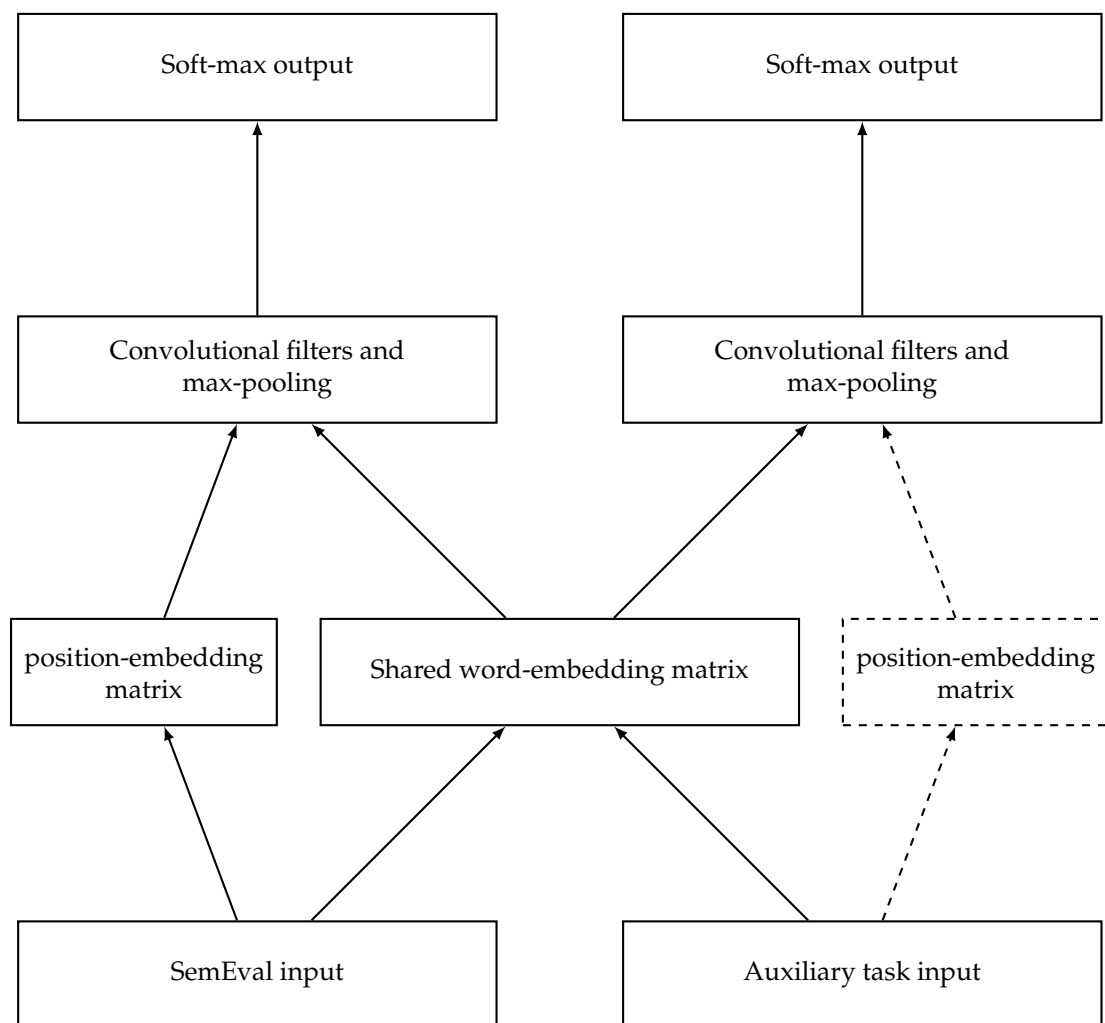 Soft-max output
Soft-max output
Convolutional filters and
max-pooling
Convolutional filters and
max-pooling
position-embedding
matrix
Shared word-embedding matrix
position-embedding
matrix
SemEval input
Auxiliary task input